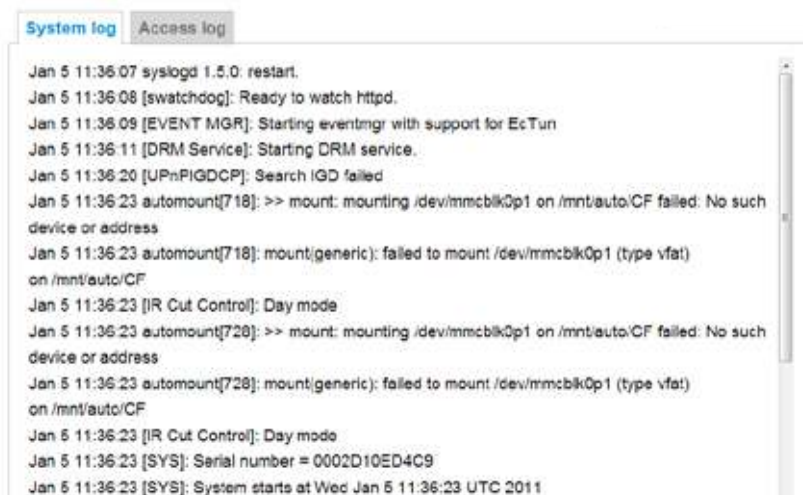 System log Access log
Jan 5 11:36:07 syslogd 1.5.0: restart.
Jan 5 11:36:08 [swatchdog]: Ready to watch httpd.
Jan 5 11:36:09 [EVENT MGR]: Starting eventmgr with support for EcTun
Jan 5 11:36:11 [DRM Service]: Starting DRM service.
Jan 5 11:36:20 [UPnPIGDCP]: Search IGD failed
Jan 5 11:36:23 automount[718]: >> mount: mounting /dev/mmcblk0p1 on /mnt/auto/CF failed: No such
device or address
Jan 5 11:36:23 automount[718]: mount(generic): failed to mount /dev/mmcblk0p1 (type vfat)
on /mnt/auto/CF
Jan 5 11:36:23 [IR Cut Control]: Day mode
Jan 5 11:36:23 automount[728]: >> mount: mounting /dev/mmcblk0p1 on /mnt/auto/CF failed: No such
device or address
Jan 5 11:36:23 automount[728]: mount(generic): failed to mount /dev/mmcblk0p1 (type vfat)
on /mnt/auto/CF
Jan 5 11:36:23 [IR Cut Control]: Day mode
Jan 5 11:36:23 [SYS]: Serial number = 0002D10ED4C9
Jan 5 11:36:23 [SYS]: System starts at Wed Jan 5 11:36:23 UTC 2011